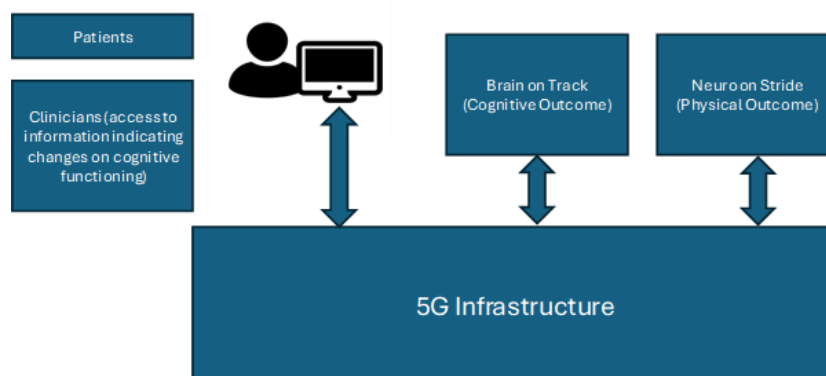 Patients
Clinicians (access to
information indicating
changes on cognitive
functioning)
Brain on Track
(Cognitive Outcome)
Neuro on Stride
(Physical Outcome)
5G Infrastructure